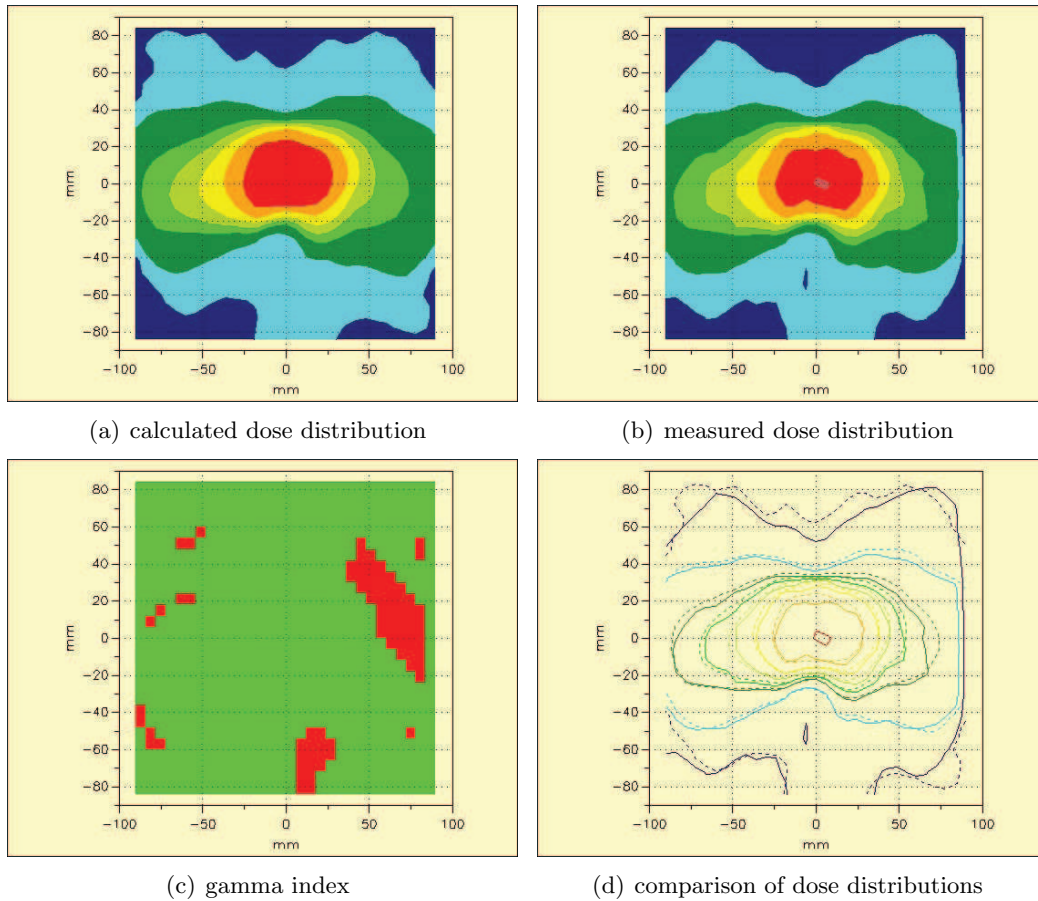 80
60
40
20
0
−20
−40
−60
−80
mm
−100 −50 0 50 100
mm
(a) calculated dose distribution
80
60
40
20
0
−20
−40
−60
−80
mm
−100 −50 0 50 100
mm
(b) measured dose distribution
80
60
40
20
0
−20
−40
−60
−80
mm
−100 −50 0 50 100
mm
(c) gamma index
80
60
40
20
0
−20
−40
−60
−80
mm
−100 −50 0 50 100
mm
(d) comparison of dose distributions